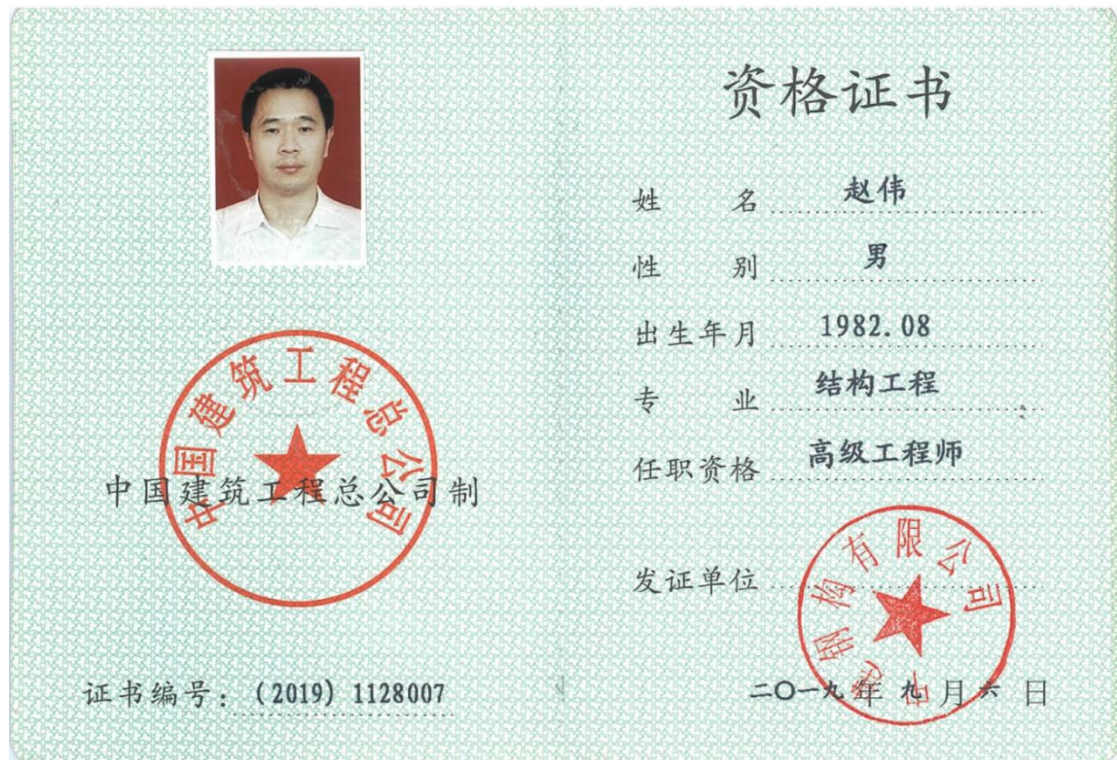 中国建筑工程总公司
中国建筑工程总公司制
证书编号：(2019) 1128007
资格证书
姓 名 赵伟
性 别 男
出生年月 1982.08
专 业 结构工程
任职资格 高级工程师
发证单位
中建钢构有限公司
二〇一九年九月六日